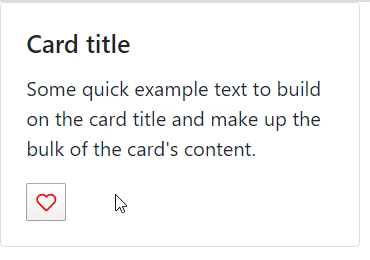 Card title
Some quick example text to build
on the card title and make up the
bulk of the card's content.